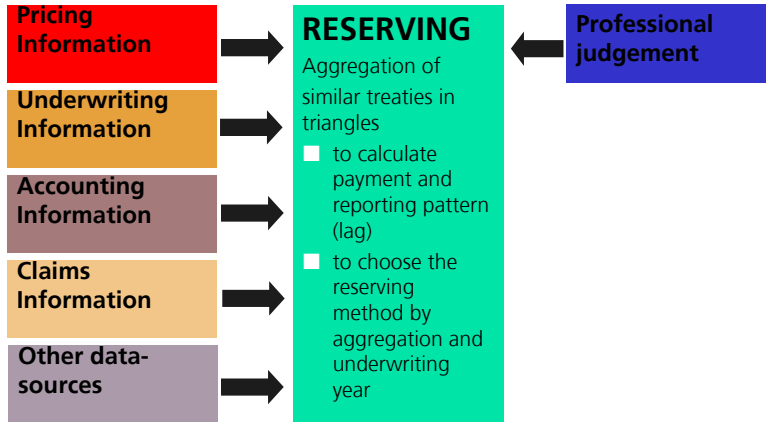 Pricing
Information
Underwriting
Information
Accounting
Information
Claims
Information
Other data-
sources
RESERVING
Aggregation of
similar treaties in
triangles
to calculate
payment and
reporting pattern
(lag)
to choose the
reserving
method by
aggregation and
underwriting
year
Professional
judgement